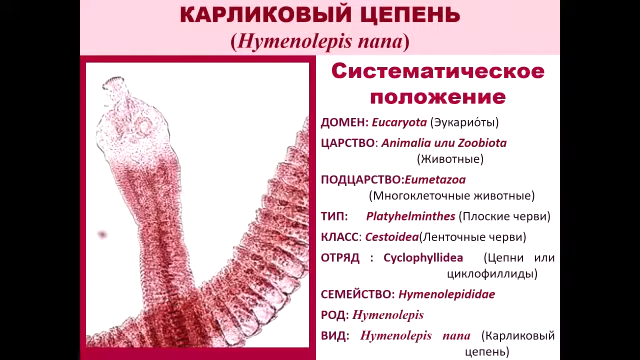 КАРЛИКОВЫЙ ЦЕПЕНЬ
(Hymenolepis nana)
Систематическое
положение
ДОМЕН: Eucaryota (Эукарио́ты)
ЦАРСТВО: Animalia или Zoobiota
(Животные)
ПОДЦАРСТВО:Eumetazoa
(Многоклеточные животные)
ТИП: Platyhelminthes (Плоские черви)
КЛАСС: Cestoidea(Ленточные черви)
ОТРЯД : Cyclophyllidea (Цепни или
циклофиллиды)
СЕМЕЙСТВО: Hymenolepididae
РОД: Hymenolepis
ВИД: Hymenolepis nana (Карликовый
цепень)